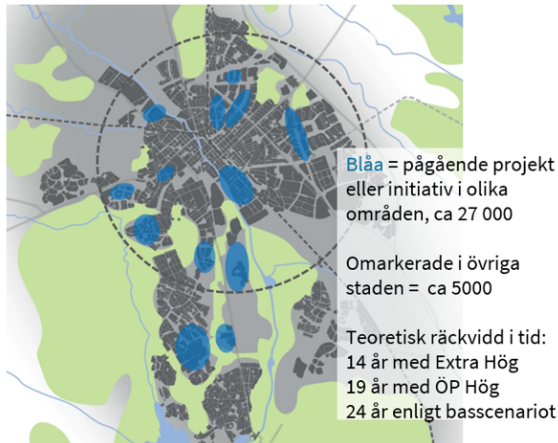 Blåa = pågående projekt
eller initiativ i olika
områden, ca 27 000
Omarkerade i övriga
staden = ca 5000
Teoretisk räckvidd i tid:
14 år med Extra Hög
19 år med ÖP Hög
24 år enligt basscenariot